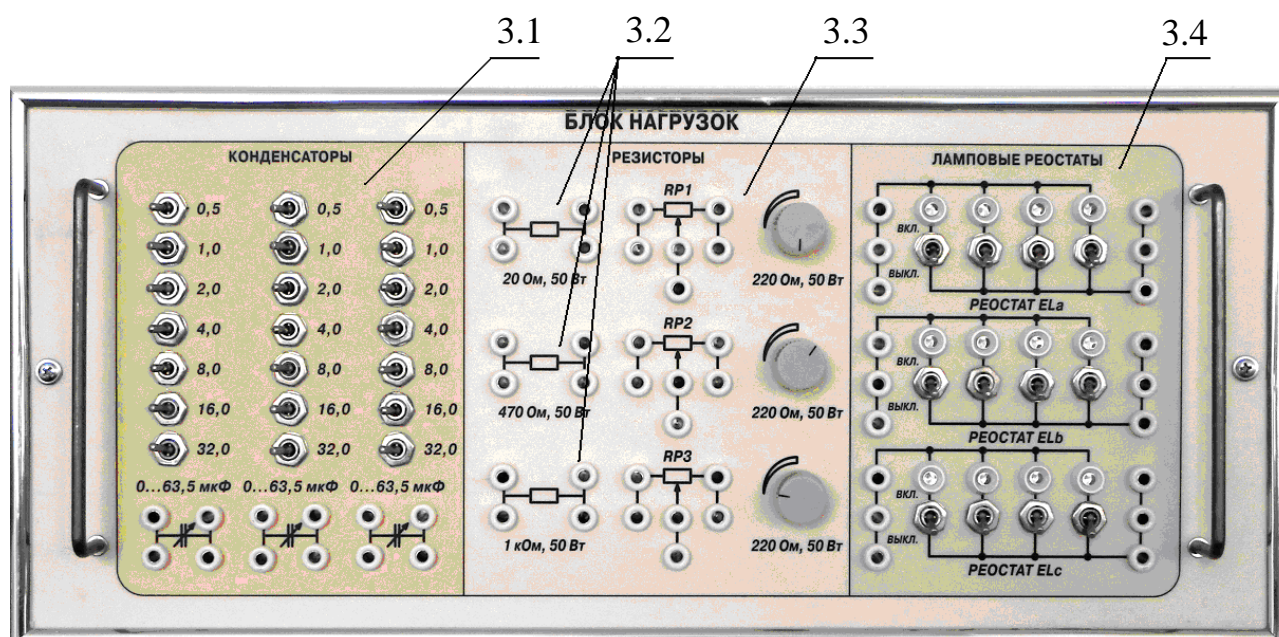 3.1 3.2 3.3 3.4
БЛОК НАГРУЗОК
КОНДЕНСАТОРЫ
0,5 0,5 0,5
1,0 1,0 1,0
2,0 2,0 2,0
4,0 4,0 4,0
8,0 8,0 8,0
16,0 16,0 16,0
32,0 32,0 32,0
0...63,5 мкФ 0...63,5 мкФ 0...63,5 мкФ
РЕЗИСТОРЫ
RP1
20 Ом, 50 Вт 220 Ом, 50 Вт
RP2
470 Ом, 50 Вт 220 Ом, 50 Вт
RP3
1 кОм, 50 Вт 220 Ом, 50 Вт
ЛАМПОВЫЕ РЕОСТАТЫ
ВКЛ.
ВЫКЛ.
РЕОСТАТ ELa
ВКЛ.
ВЫКЛ.
РЕОСТАТ ELb
ВКЛ.
ВЫКЛ.
РЕОСТАТ ELc